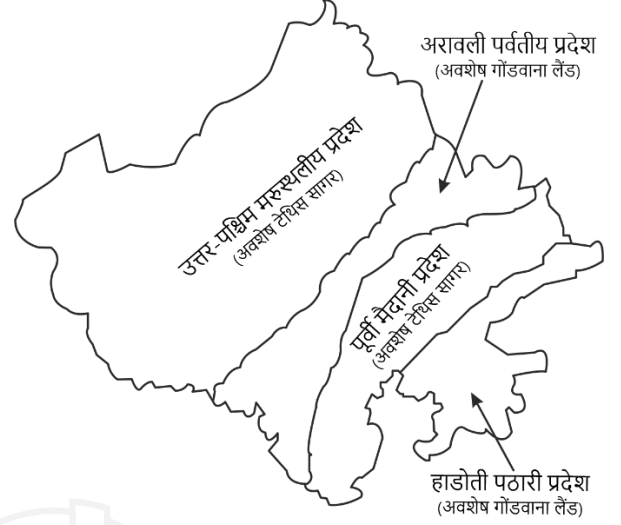 अरावली पर्वतीय प्रदेश
(अवशेष गोंडवाना लैंड)
उत्तर-पश्चिम मरुस्थलीय प्रदेश
(अवशेष टेथिस सागर)
पूर्वी मैदानी प्रदेश
(अवशेष टेथिस सागर)
हाडोती पठारी प्रदेश
(अवशेष गोंडवाना लैंड)